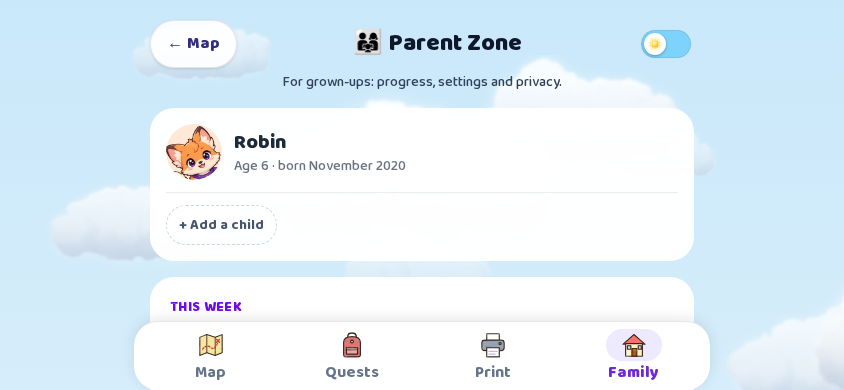 ← Map
Parent Zone
For grown-ups: progress, settings and privacy.
Robin
Age 6 · born November 2020
+ Add a child
THIS WEEK
Map
Quests
Print
Family